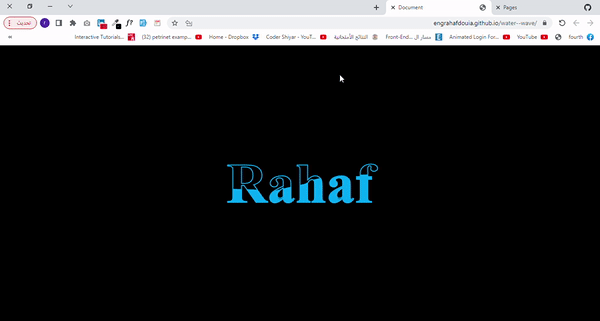 Document
Pages
engrahafdouia.github.io/water--wave/
تحديث
fourth
YouTube
Animated Login For...
Front-End... مسار ال
النتائج الأمتحانية
Coder Shiyar - YouT...
Home - Dropbox
(32) petrinet examp...
Interactive Tutorials...
Rahaf